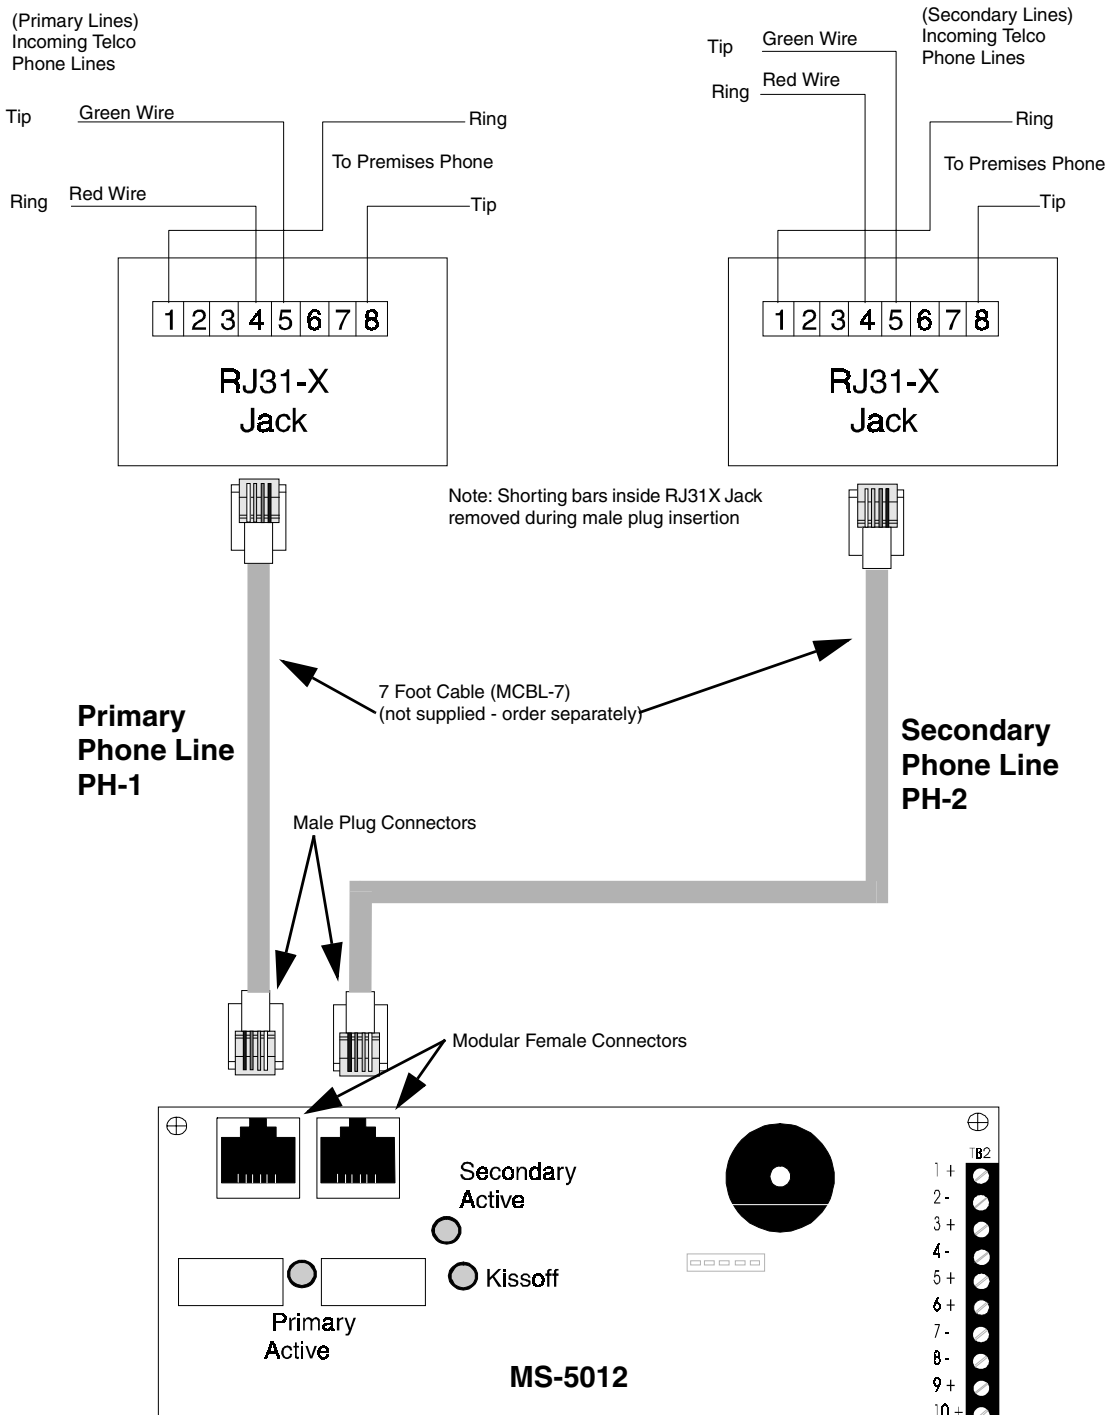 (Primary Lines)
Incoming Telco
Phone Lines
(Secondary Lines)
Incoming Telco
Phone Lines
Tip Green Wire
Ring Red Wire
Ring
To Premises Phone
Tip
Tip Green Wire
Ring Red Wire
Ring
To Premises Phone
Tip
1 2 3 4 5 6 7 8
RJ31-X
Jack
1 2 3 4 5 6 7 8
RJ31-X
Jack
Note: Shorting bars inside RJ31X Jack
removed during male plug insertion
7 Foot Cable (MCBL-7)
(not supplied - order separately)
Primary
Phone Line
PH-1
Secondary
Phone Line
PH-2
Male Plug Connectors
Modular Female Connectors
Secondary
Active
Kissoff
Primary
Active
MS-5012
TB2
1 +
2 -
3 +
4 -
5 +
6 +
7 -
8 -
9 +
10 +